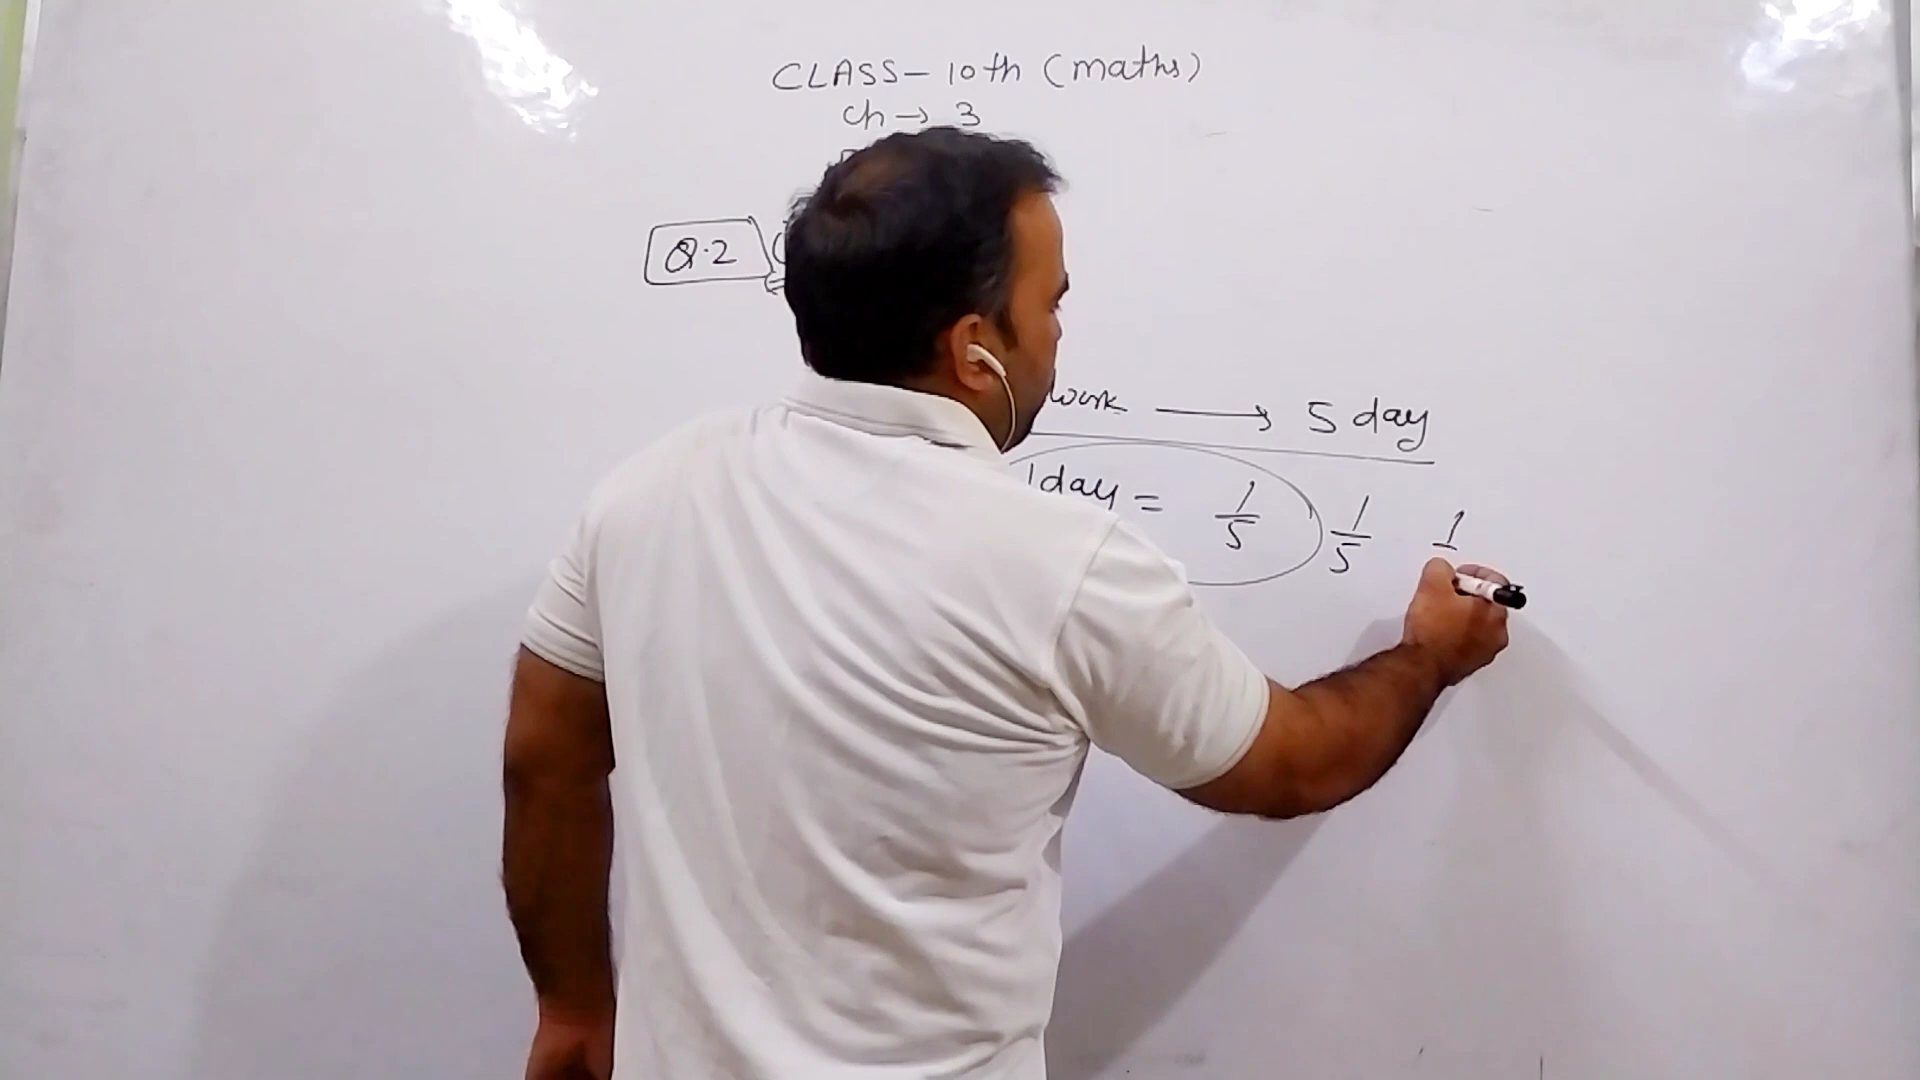 CLASS - 10th (maths)
Ch → 3
Q.2
work → 5 day
1day = 1/5 1/5 1